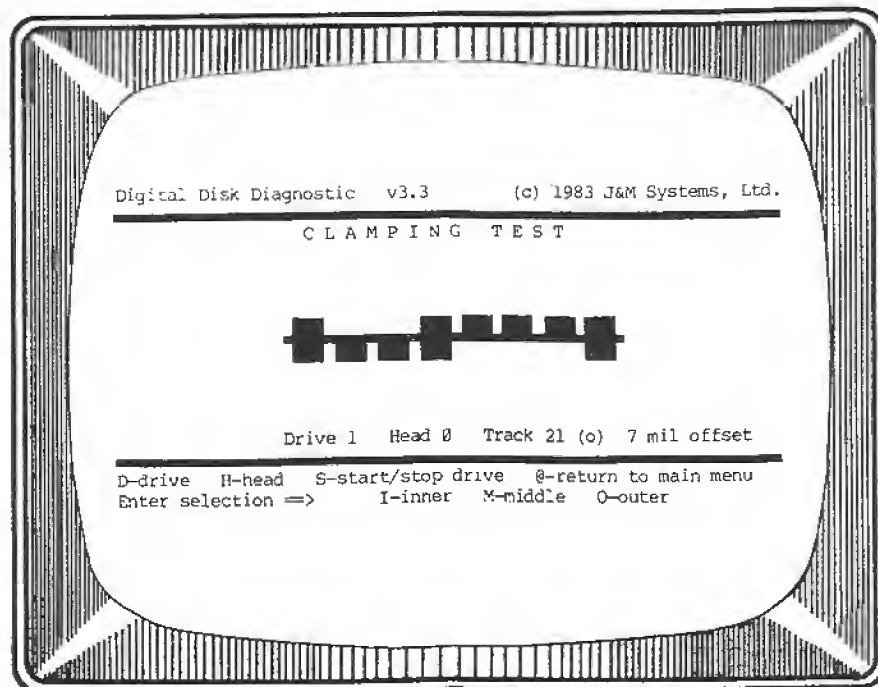 Digital Disk Diagnostic v3.3 (c) 1983 J&M Systems, Ltd.
C L A M P I N G T E S T
Drive 1 Head 0 Track 21 (o) 7 mil offset
D-drive H-head S-start/stop drive @-return to main menu
Enter selection ==> I-inner M-middle O-outer